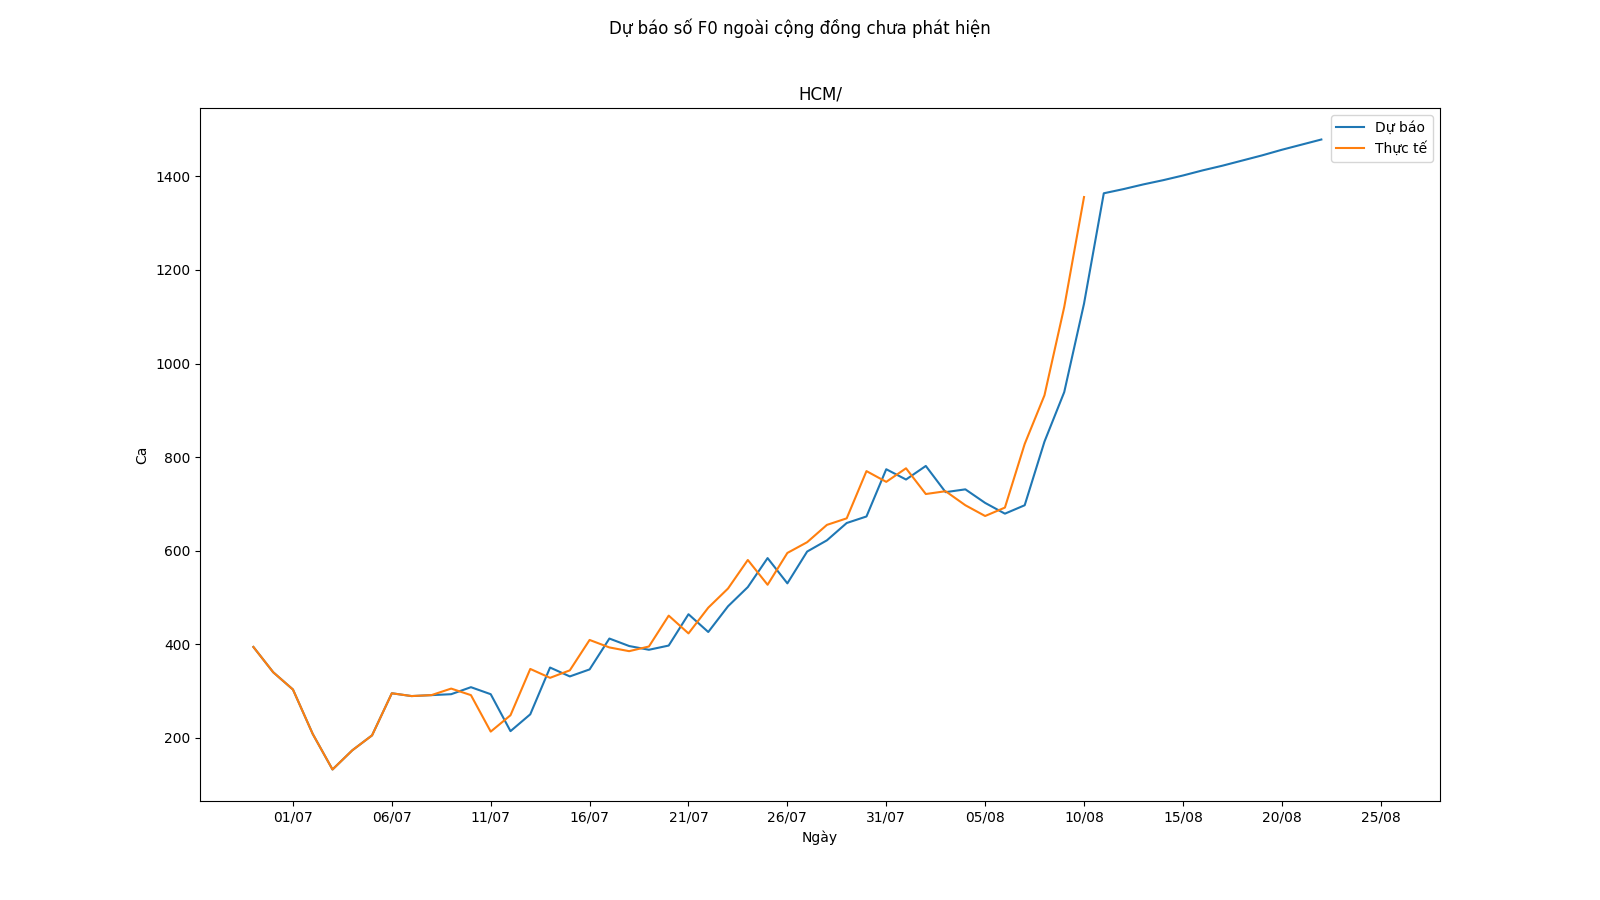 Dự báo số F0 ngoài cộng đồng chưa phát hiện
HCM/
Dự báo
Thực tế
Ca
1400
1200
1000
800
600
400
200
01/07 06/07 11/07 16/07 21/07 26/07 31/07 05/08 10/08 15/08 20/08 25/08
Ngày